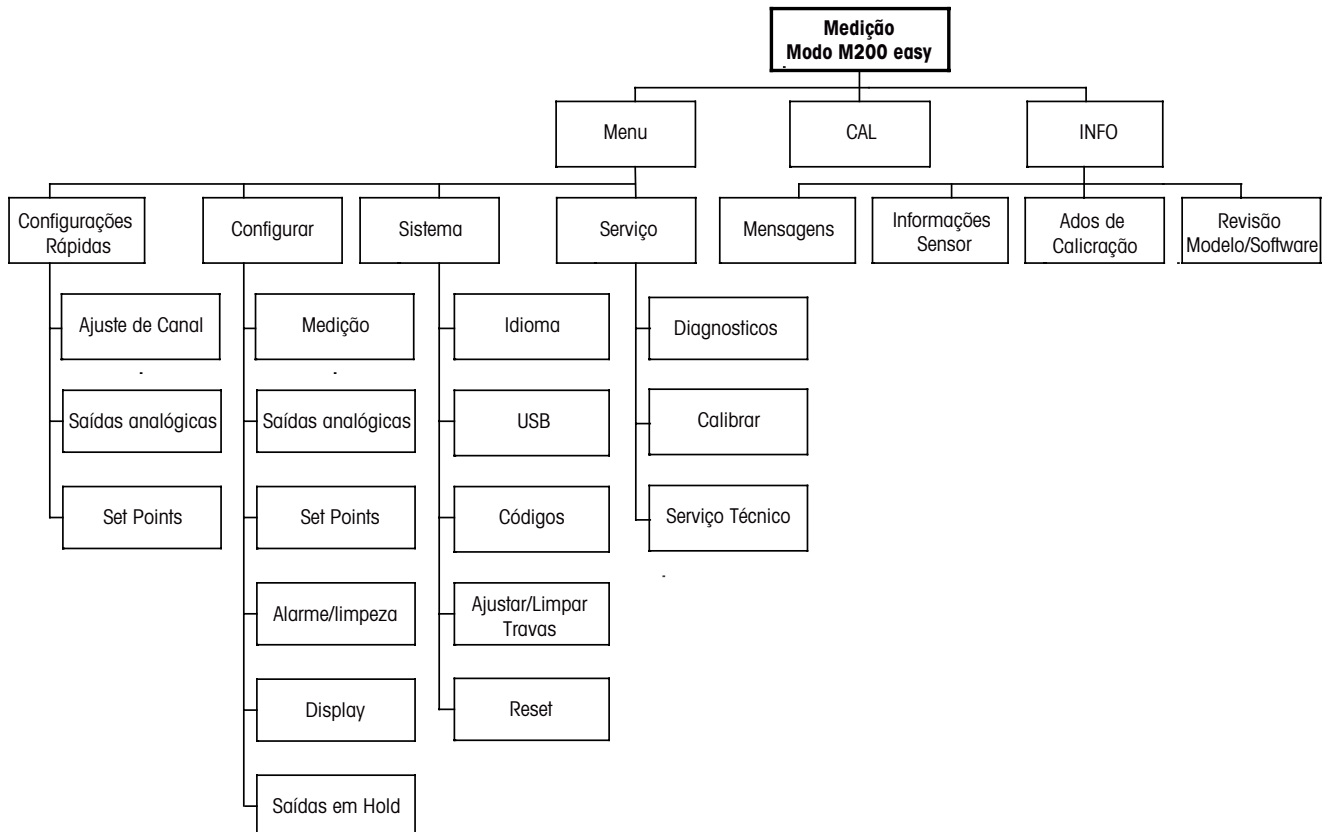 Medição
Modo M200 easy
Menu
CAL
INFO
Configurações
Rápidas
Configurar
Sistema
Serviço
Mensagens
Informações
Sensor
Ados de
Calicração
Revisão
Modelo/Software
Ajuste de Canal
Medição
Idioma
Diagnosticos
Saídas analógicas
Saídas analógicas
USB
Calibrar
Set Points
Set Points
Códigos
Serviço Técnico
Alarme/limpeza
Ajustar/Limpar
Travas
Display
Reset
Saídas em Hold